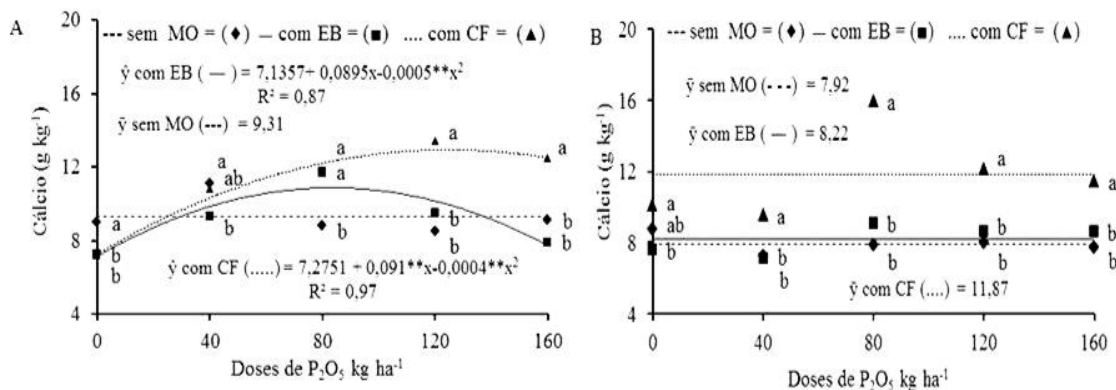 A
--- sem MO = (♦) — com EB = (■) .... com CF = (▲)
ŷ com EB ( — ) = 7,1357+ 0,0895x-0,0005**x²
R² = 0,87
ȳ sem MO (---) = 9,31
ŷ com CF (.....) = 7,2751 + 0,091**x-0,0004**x²
R² = 0,97
Cálcio (g kg⁻¹)
20
16
12
8
4
a
b
b
a
ab
b
a
a
b
a
b
b
a
b
b
0 40 80 120 160
Doses de P₂O₅ kg ha⁻¹
B
--- sem MO = (♦) — com EB = (■) .... com CF = (▲)
ȳ sem MO (- - -) = 7,92
ȳ com EB ( — ) = 8,22
ȳ com CF (....) = 11,87
Cálcio (g kg⁻¹)
20
16
12
8
4
a
ab
b
a
b
b
a
b
b
a
b
b
a
b
b
0 40 80 120 160
Doses de P₂O₅ kg ha⁻¹